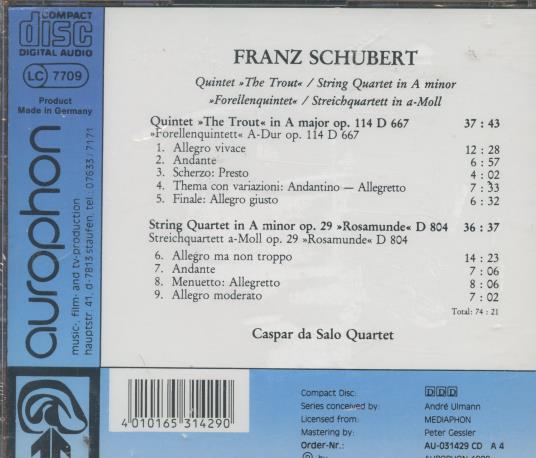 COMPACT
disc
DIGITAL AUDIO
LC 7709
Product
Made in Germany
aurophon
music-, film- and tv-production
hauptstr. 41, d-7813 staufen, tel.: 07633/7171
FRANZ SCHUBERT
Quintet »The Trout« / String Quartet in A minor
»Forellenquintet« / Streichquartett in a-Moll
Quintet »The Trout« in A major op. 114 D 667 37 : 43
»Forellenquintett« A-Dur op. 114 D 667
1. Allegro vivace 12 : 28
2. Andante 6 : 57
3. Scherzo: Presto 4 : 02
4. Thema con variazioni: Andantino — Allegretto 7 : 33
5. Finale: Allegro giusto 6 : 32
String Quartet in A minor op. 29 »Rosamunde« D 804 36 : 37
Streichquartett a-Moll op. 29 »Rosamunde« D 804
6. Allegro ma non troppo 14 : 23
7. Andante 7 : 06
8. Menuetto: Allegretto 8 : 06
9. Allegro moderato 7 : 02
Total: 74 : 21
Caspar da Salo Quartet
4 010165 314290
Compact Disc: DDD
Series conceived by: André Ulmann
Licensed from: MEDIAPHON
Mastering by: Peter Gessler
Order-Nr.: AU-031429 CD A 4